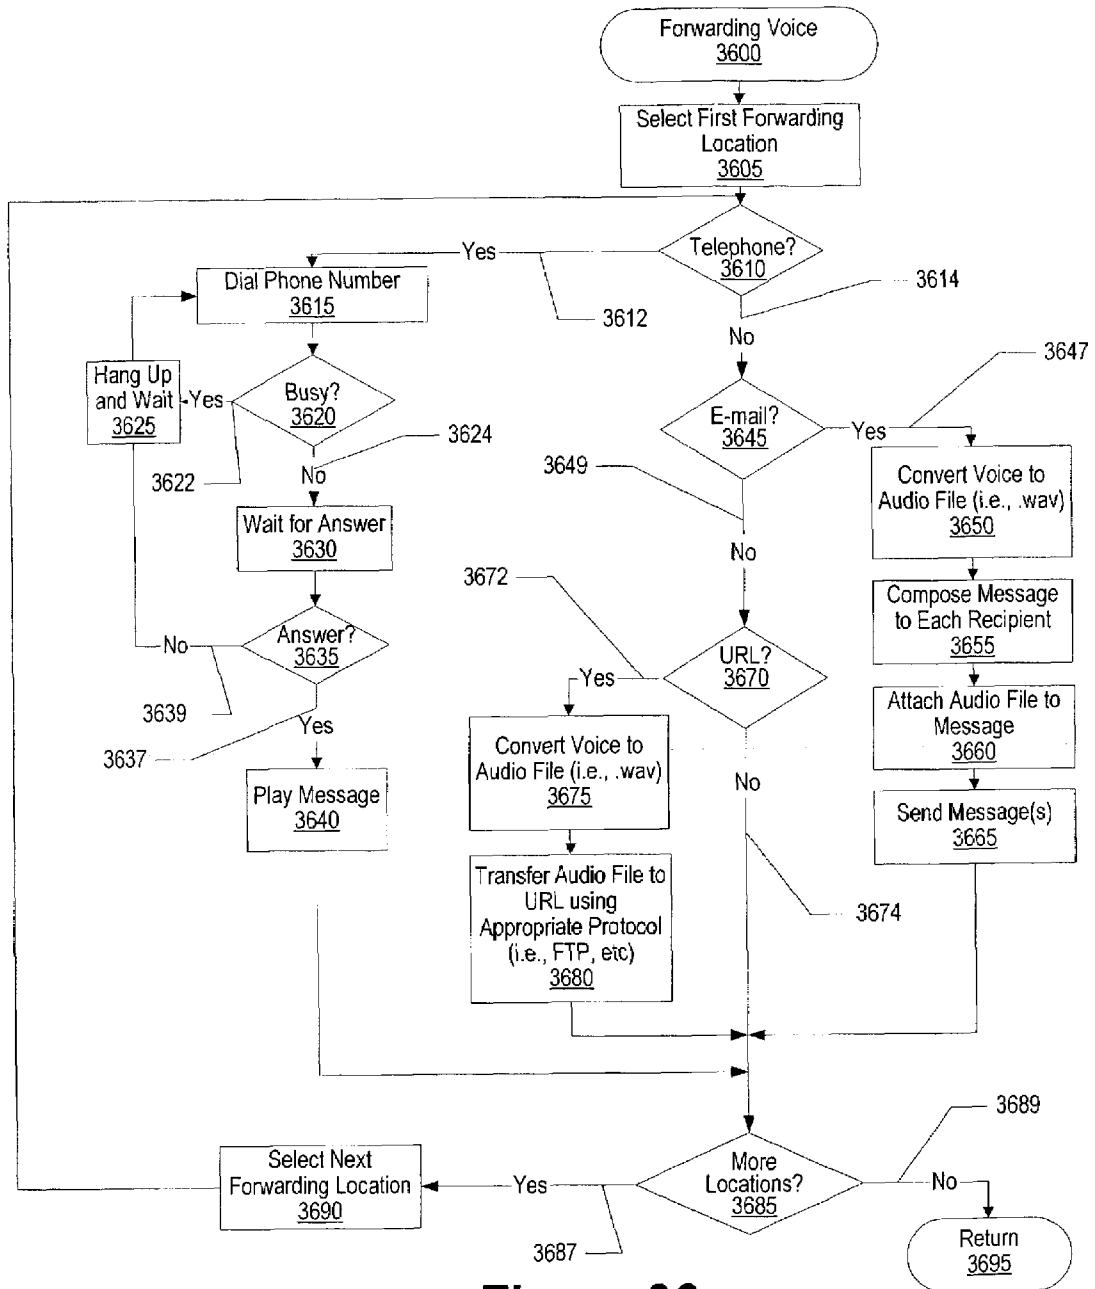 Forwarding Voice
3600
Select First Forwarding
Location
3605
Telephone?
3610
Yes
3612
3614
No
Dial Phone Number
3615
Hang Up
and Wait
3625
Yes
Busy?
3620
3622
3624
No
Wait for Answer
3630
Answer?
3635
No
3639
3637
Yes
Play Message
3640
E-mail?
3645
3647
Yes
3649
No
Convert Voice to
Audio File (i.e., .wav)
3650
Compose Message
to Each Recipient
3655
Attach Audio File to
Message
3660
Send Message(s)
3665
URL?
3670
3672
Yes
Convert Voice to
Audio File (i.e., .wav)
3675
Transfer Audio File to
URL using
Appropriate Protocol
(i.e., FTP, etc)
3680
No
3674
More
Locations?
3685
Yes
3687
Select Next
Forwarding Location
3690
3689
No
Return
3695